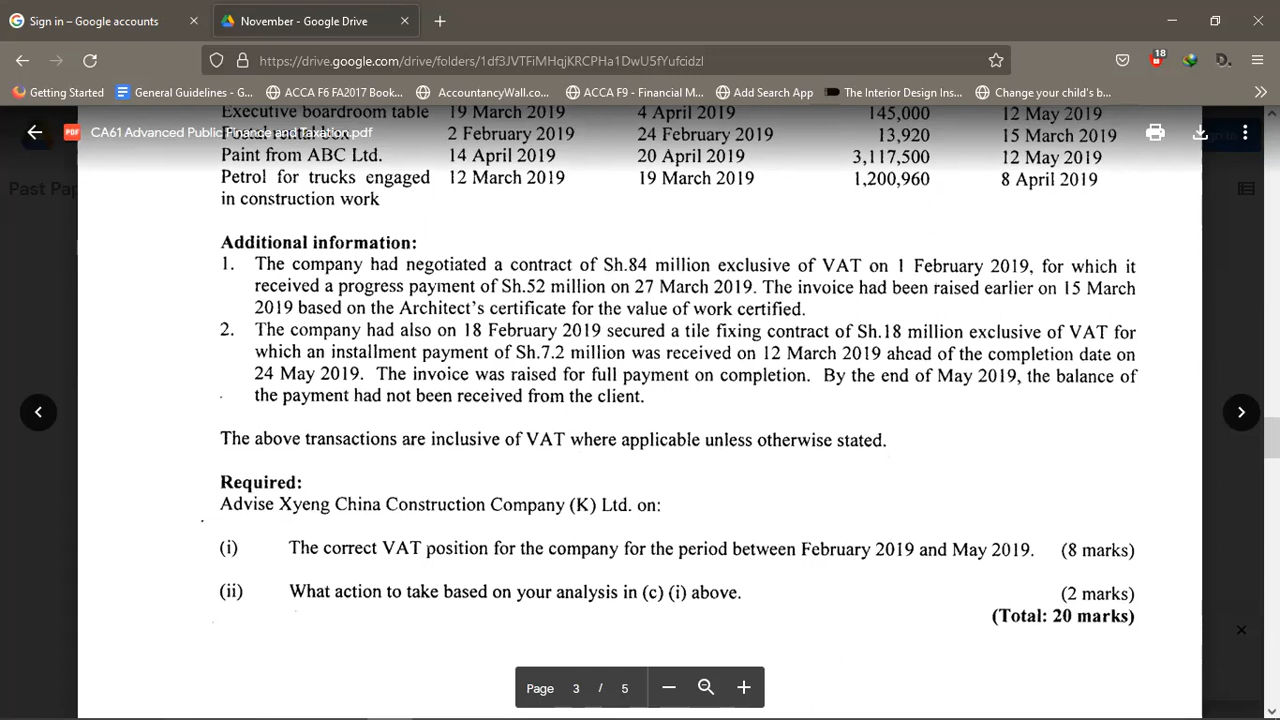 Sign in – Google accounts
November - Google Drive
https://drive.google.com/drive/folders/1df3JVTFiMHqjKRCPHa1DwU5fYufcidzl
18
D.
Getting Started
General Guidelines - G...
ACCA F6 FA2017 Book...
AccountancyWall.co...
ACCA F9 - Financial M...
Add Search App
The Interior Design Ins...
Change your child's b...
Executive boardroom table 19 March 2019 4 April 2019 145,000 12 May 2019
PDF CA61 Advanced Public Finance and Taxation.pdf
2 February 2019 24 February 2019 13,920 15 March 2019
Paint from ABC Ltd. 14 April 2019 20 April 2019 3,117,500 12 May 2019
Petrol for trucks engaged 12 March 2019 19 March 2019 1,200,960 8 April 2019
in construction work
Past Pap
Additional information:
1. The company had negotiated a contract of Sh.84 million exclusive of VAT on 1 February 2019, for which it
received a progress payment of Sh.52 million on 27 March 2019. The invoice had been raised earlier on 15 March
2019 based on the Architect's certificate for the value of work certified.
2. The company had also on 18 February 2019 secured a tile fixing contract of Sh.18 million exclusive of VAT for
which an installment payment of Sh.7.2 million was received on 12 March 2019 ahead of the completion date on
24 May 2019. The invoice was raised for full payment on completion. By the end of May 2019, the balance of
the payment had not been received from the client.
The above transactions are inclusive of VAT where applicable unless otherwise stated.
Required:
Advise Xyeng China Construction Company (K) Ltd. on:
(i) The correct VAT position for the company for the period between February 2019 and May 2019. (8 marks)
(ii) What action to take based on your analysis in (c) (i) above. (2 marks)
(Total: 20 marks)
Page 3 / 5